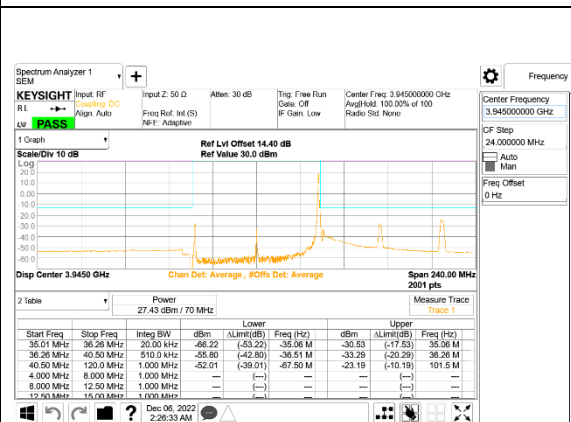 Spectrum Analyzer 1
SEM
Frequency
KEYSIGHT Input: RF Input Z: 50 Ω Atten: 30 dB Trig: Free Run Center Freq: 3.945000000 GHz
RL Coupling: DC Gate: Off Avg|Hold: 100.00% of 100
Align: Auto Freq Ref: Int (S) IF Gain: Low Radio Std: None
PASS NFE: Adaptive
Center Frequency
3.945000000 GHz
CF Step
24.000000 MHz
Auto
Man
Freq Offset
0 Hz
1 Graph
Ref Lvl Offset 14.40 dB
Scale/Div 10 dB Ref Value 30.0 dBm
Log
20.0
10.0
0.00
-10.0
-20.0
-30.0
-40.0
-50.0
-60.0
Disp Center 3.9450 GHz Chan Det: Average , #Offs Det: Average Span 240.00 MHz
2001 pts
2 Table Power Measure Trace
27.43 dBm / 70 MHz Trace 1
Lower Upper
Start Freq Stop Freq Integ BW dBm ΔLimit(dB) Freq (Hz) dBm ΔLimit(dB) Freq (Hz)
35.01 MHz 36.26 MHz 20.00 kHz -66.22 (-53.22) -35.06 M -30.53 (-17.53) 35.06 M
36.26 MHz 40.50 MHz 510.0 kHz -55.80 (-42.80) -36.51 M -33.29 (-20.29) 36.26 M
40.50 MHz 120.0 MHz 1.000 MHz -52.01 (-39.01) -67.50 M -23.19 (-10.19) 101.5 M
4.000 MHz 8.000 MHz 1.000 MHz --- (---) --- --- (---) ---
8.000 MHz 12.50 MHz 1.000 MHz --- (---) --- --- (---) ---
12.50 MHz 15.00 MHz 1.000 MHz --- (---) --- --- (---) ---
Dec 06, 2022
2:26:33 AM